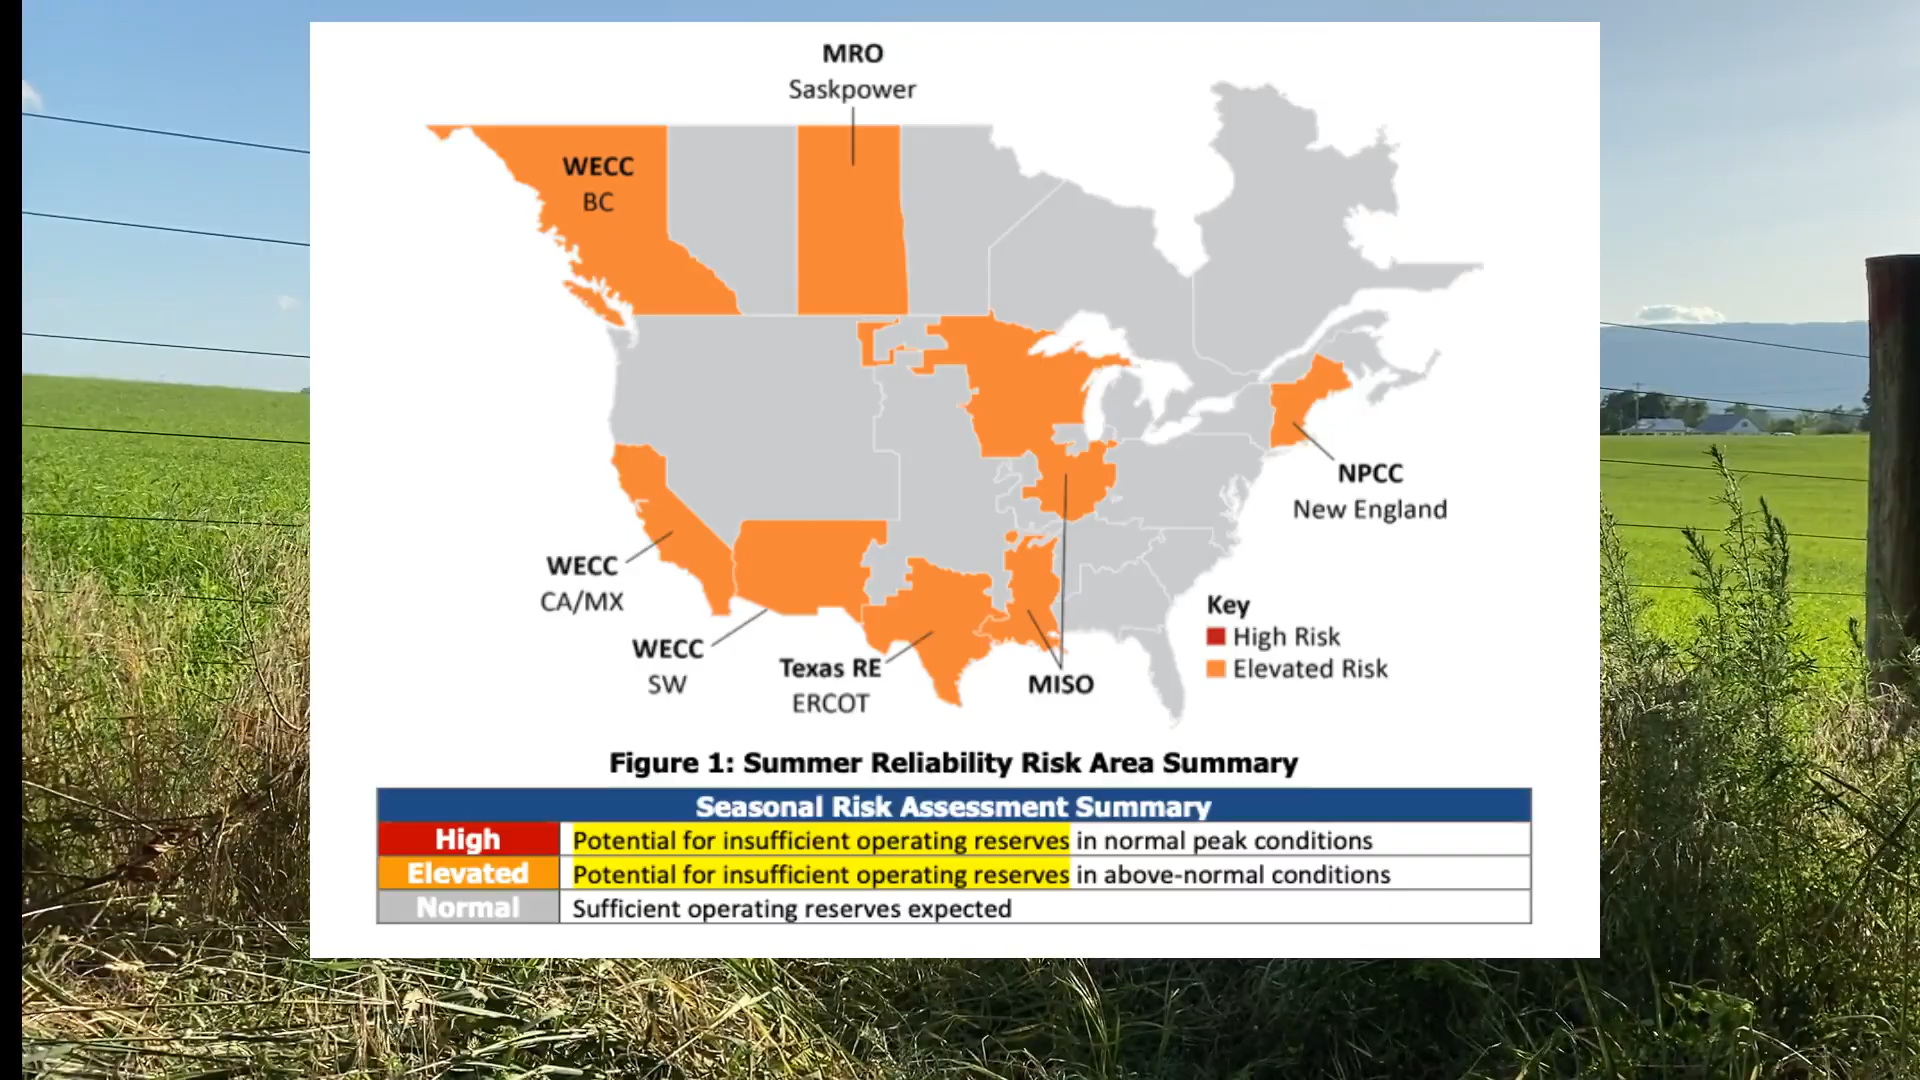 MRO
Saskpower
WECC
BC
NPCC
New England
WECC
CA/MX
WECC
SW
Texas RE
ERCOT
MISO
Key
High Risk
Elevated Risk
Figure 1: Summer Reliability Risk Area Summary
Seasonal Risk Assessment Summary
High Potential for insufficient operating reserves in normal peak conditions
Elevated Potential for insufficient operating reserves in above-normal conditions
Normal Sufficient operating reserves expected